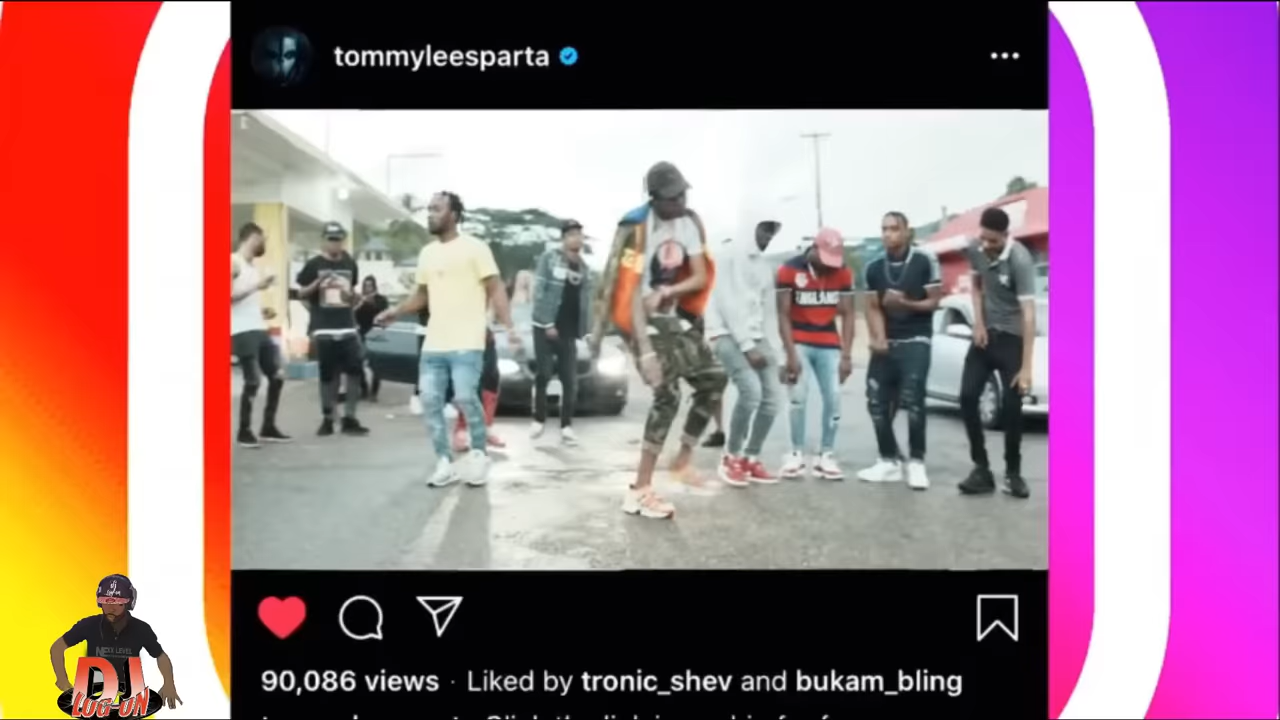 tommyleesparta
ENGLAND
90,086 views · Liked by tronic_shev and bukam_bling
DJ
LOG-ON